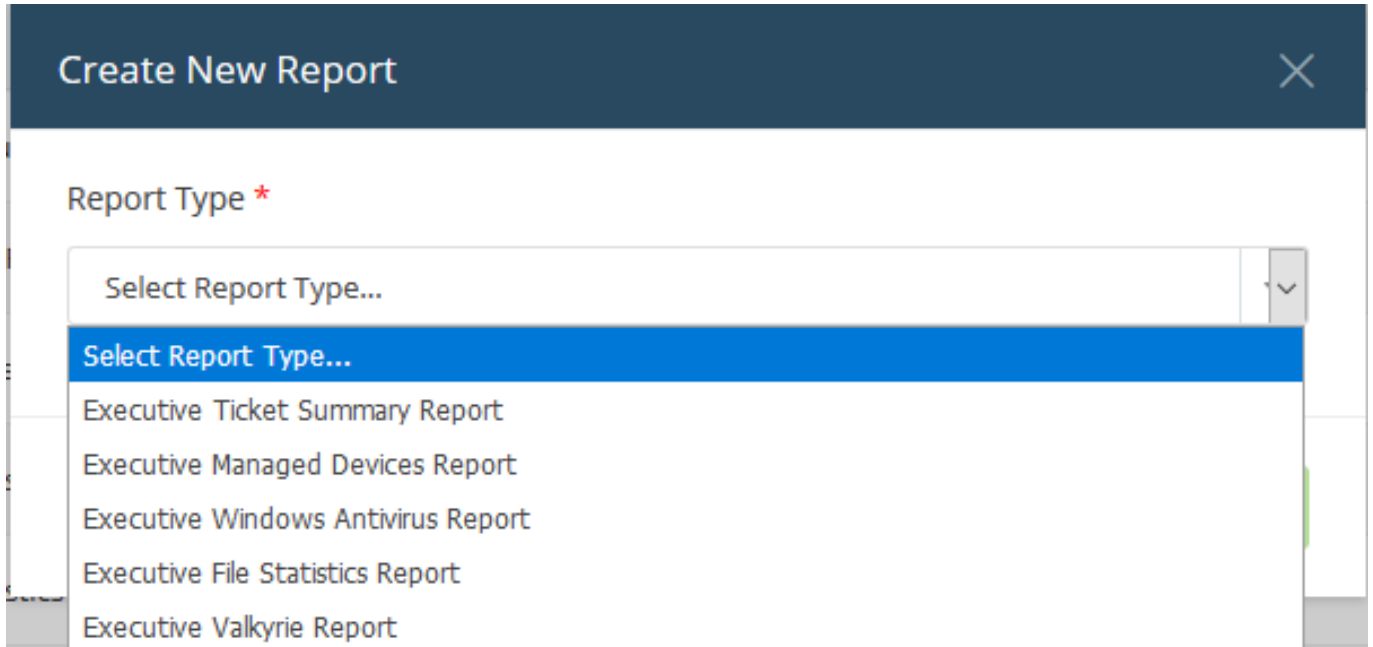 Create New Report
Report Type *
Select Report Type...
Select Report Type...
Executive Ticket Summary Report
Executive Managed Devices Report
Executive Windows Antivirus Report
Executive File Statistics Report
Executive Valkyrie Report